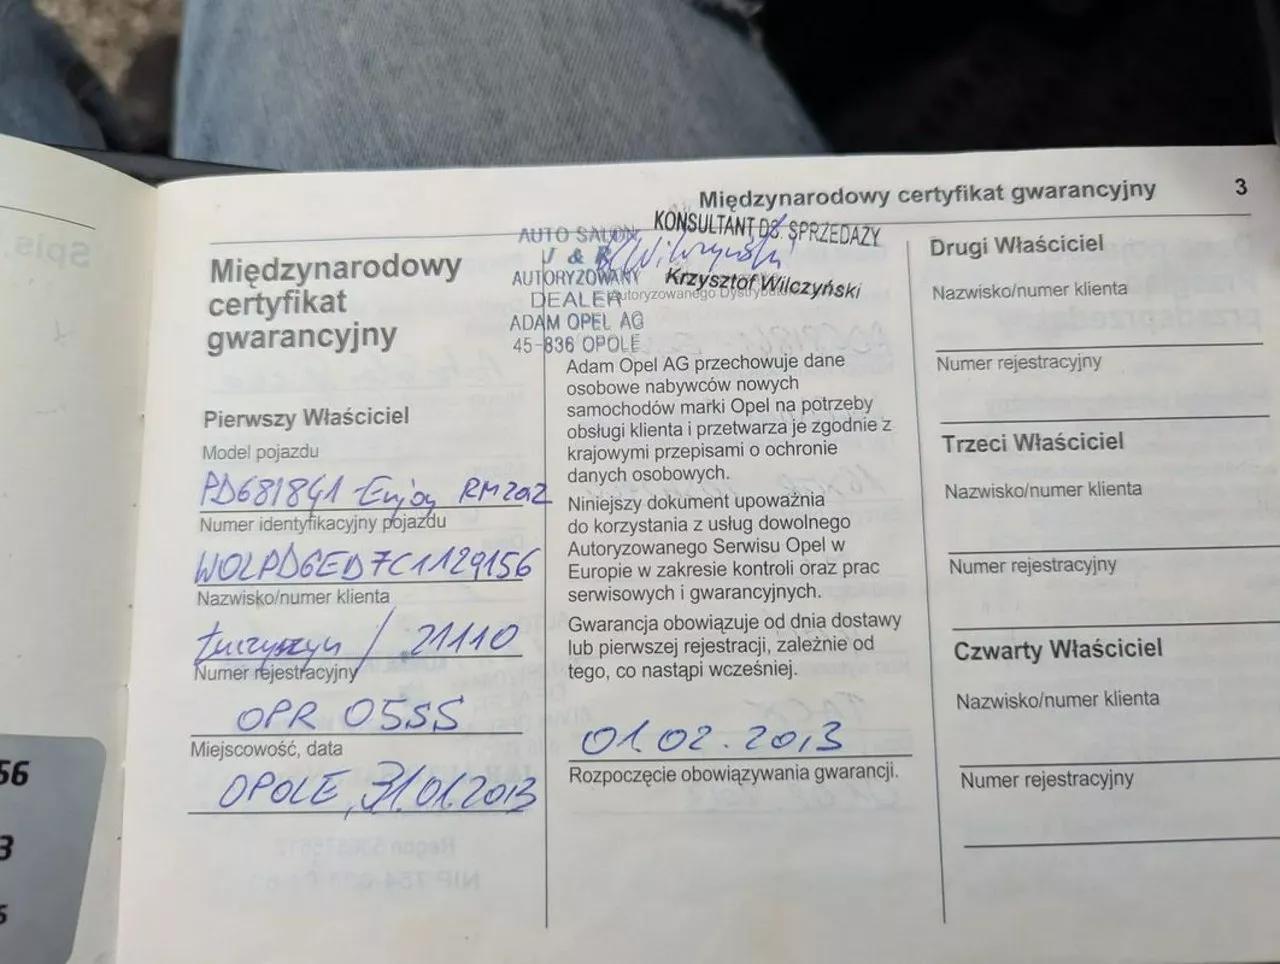 Międzynarodowy certyfikat gwarancyjny 3
Międzynarodowy
certyfikat
gwarancyjny
Pierwszy Właściciel
Model pojazdu
PD681841 Enjoy RMZOZ
Numer identyfikacyjny pojazdu
W0LPD6ED7C1129156
Nazwisko/numer klienta
/ 21110
Numer rejestracyjny
OPR 05SS
Miejscowość, data
OPOLE, 31.01.2013
AUTO SALON
J & R
AUTORYZOWANY
DEALER
ADAM OPEL AG
45-836 OPOLE
KONSULTANT DS. SPRZEDAŻY
Krzysztof Wilczyński
Autoryzowanego Dystrybutora
Adam Opel AG przechowuje dane
osobowe nabywców nowych
samochodów marki Opel na potrzeby
obsługi klienta i przetwarza je zgodnie z
krajowymi przepisami o ochronie
danych osobowych.
Niniejszy dokument upoważnia
do korzystania z usług dowolnego
Autoryzowanego Serwisu Opel w
Europie w zakresie kontroli oraz prac
serwisowych i gwarancyjnych.
Gwarancja obowiązuje od dnia dostawy
lub pierwszej rejestracji, zależnie od
tego, co nastąpi wcześniej.
01.02.2013
Rozpoczęcie obowiązywania gwarancji.
Drugi Właściciel
Nazwisko/numer klienta
Numer rejestracyjny
Trzeci Właściciel
Nazwisko/numer klienta
Numer rejestracyjny
Czwarty Właściciel
Nazwisko/numer klienta
Numer rejestracyjny
56
3